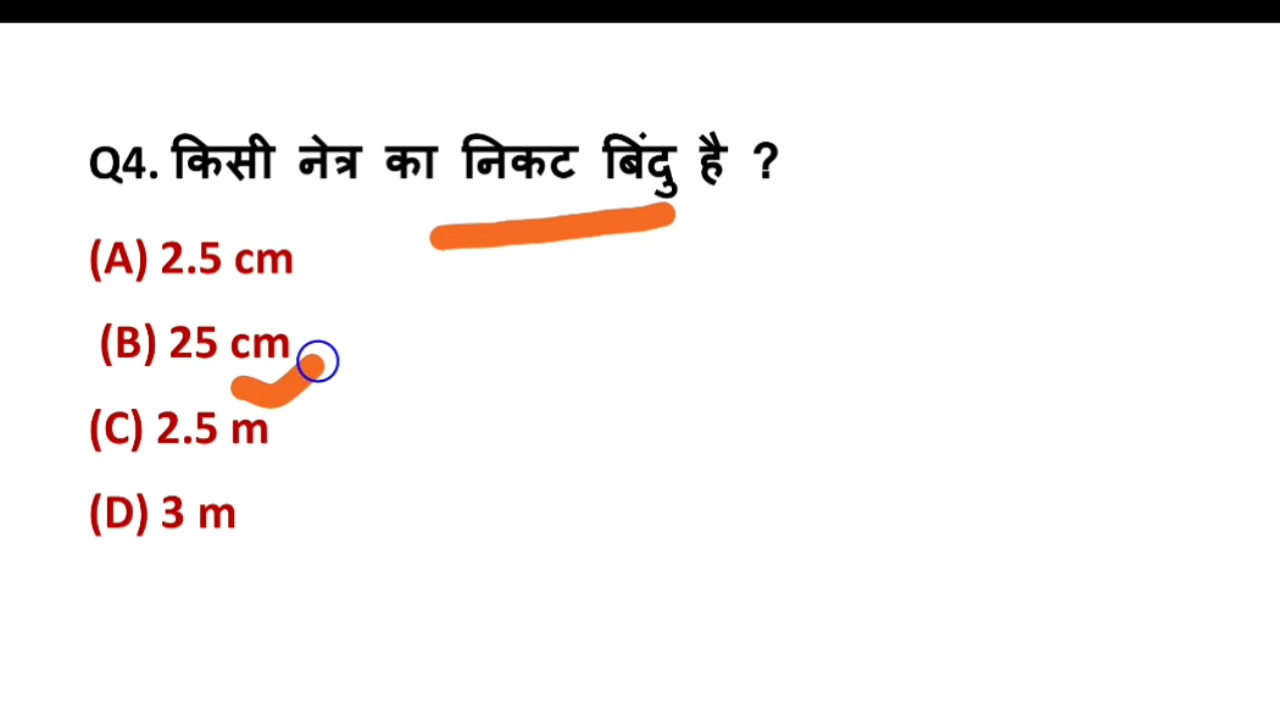 Q4. किसी नेत्र का निकट बिंदु है ?
(A) 2.5 cm
(B) 25 cm
(C) 2.5 m
(D) 3 m